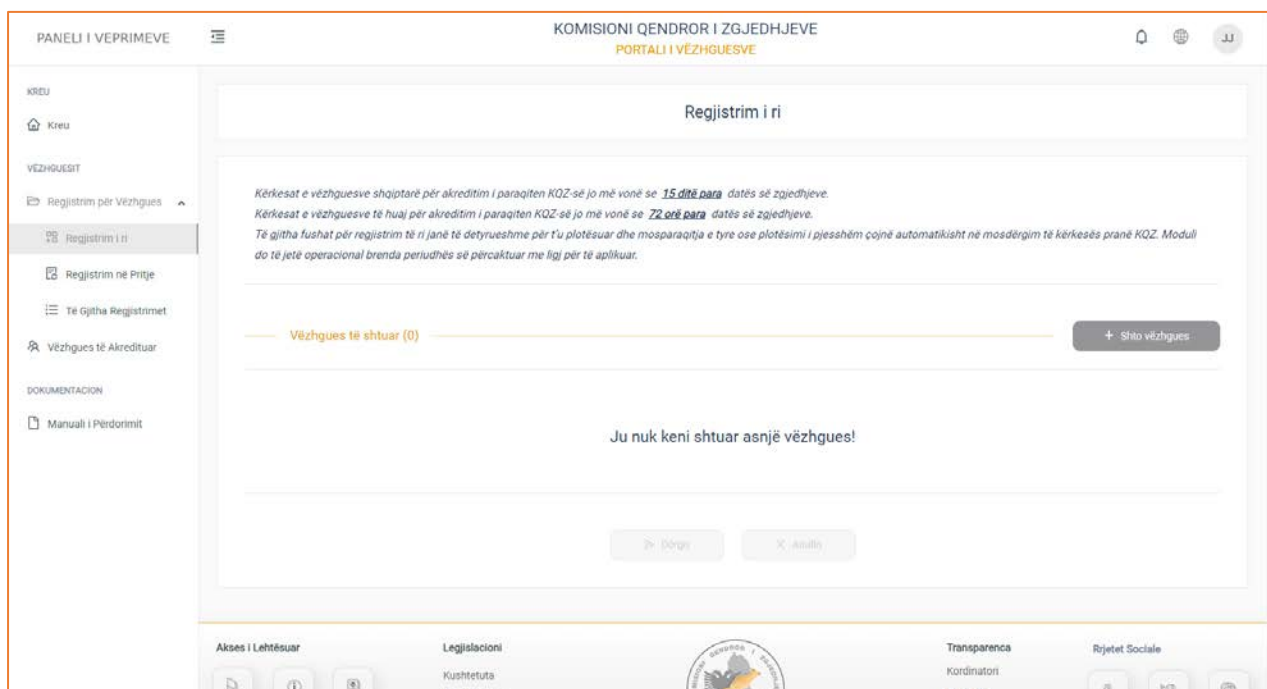 PANELI I VEPRIMEVE
KOMISIONI QENDROR I ZGJEDHJEVE
PORTALI I VËZHGUESVE
JJ
KREU
Kreu
VËZHGUESIT
Regjistrim për Vëzhgues
Regjistrim i ri
Regjistrim në Pritje
Të Gjitha Regjistrimet
Vëzhgues të Akredituar
DOKUMENTACION
Manuali i Përdorimit
Regjistrim i ri
Kërkesat e vëzhguesve shqiptarë për akreditim i paraqiten KQZ-së jo më vonë se 15 ditë para datës së zgjedhjeve.
Kërkesat e vëzhguesve të huaj për akreditim i paraqiten KQZ-së jo më vonë se 72 orë para datës së zgjedhjeve.
Të gjitha fushat për regjistrim të ri janë të detyrueshme për t'u plotësuar dhe mosparaqitja e tyre ose plotësimi i pjesshëm çojnë automatikisht në mosdërgim të kërkesës pranë KQZ. Moduli
do të jetë operacional brenda periudhës së përcaktuar me ligj për të aplikuar.
Vëzhgues të shtuar (0)
+ Shto vëzhgues
Ju nuk keni shtuar asnjë vëzhgues!
Dërgo
Anullo
Akses i Lehtësuar
Legjislacioni
Kushtetuta
Transparenca
Kordinatori
Rrjetet Sociale